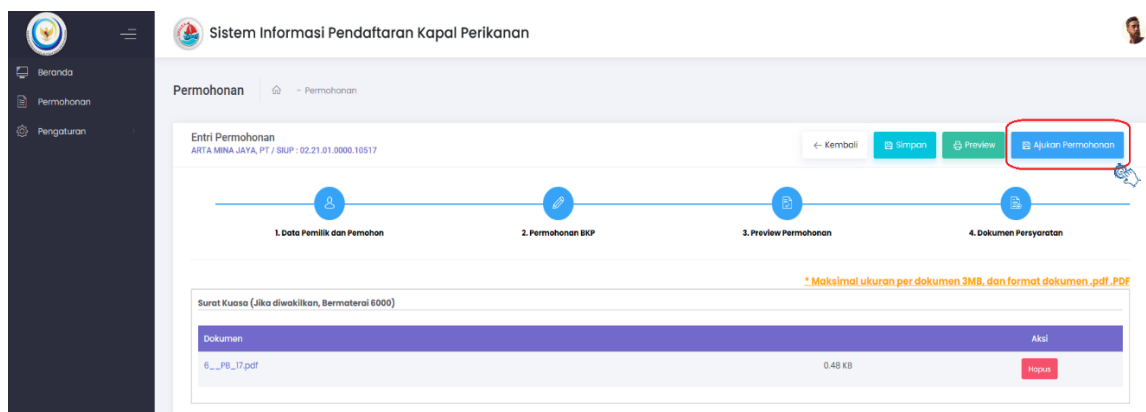 Sistem Informasi Pendaftaran Kapal Perikanan
Beranda
Permohonan
Pengaturan
Permohonan - Permohonan
Entri Permohonan
ARTA MINA JAYA, PT / SIUP : 02.21.01.0000.10517
← Kembali Simpan Preview Ajukan Permohonan
1. Data Pemilik dan Pemohon 2. Permohonan BKP 3. Preview Permohonan 4. Dokumen Persyaratan
* Maksimal ukuran per dokumen 3MB, dan format dokumen .pdf .PDF
Surat Kuasa (Jika diwakilkan, Bermaterai 6000)
Dokumen Aksi
6__PB_17.pdf 0.48 KB Hapus